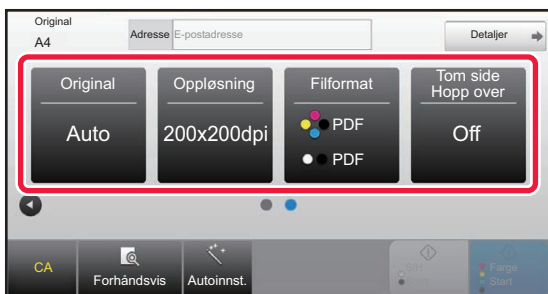 Original
A4
Adresse E-postadresse
Detaljer
Original
Auto
Oppløsning
200x200dpi
Filformat
PDF
PDF
Tom side
Hopp over
Off
CA
Forhåndsvis
Autoinnst.
Farge
Start